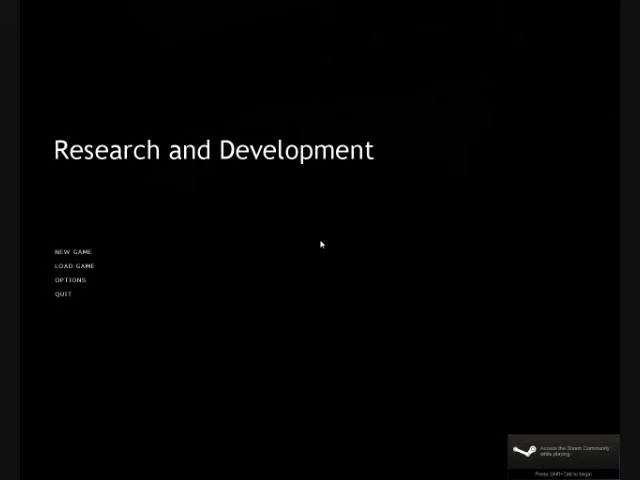 Research and Development
NEW GAME
LOAD GAME
OPTIONS
QUIT
Access the Steam Community
while playing.
Press Shift+Tab to begin